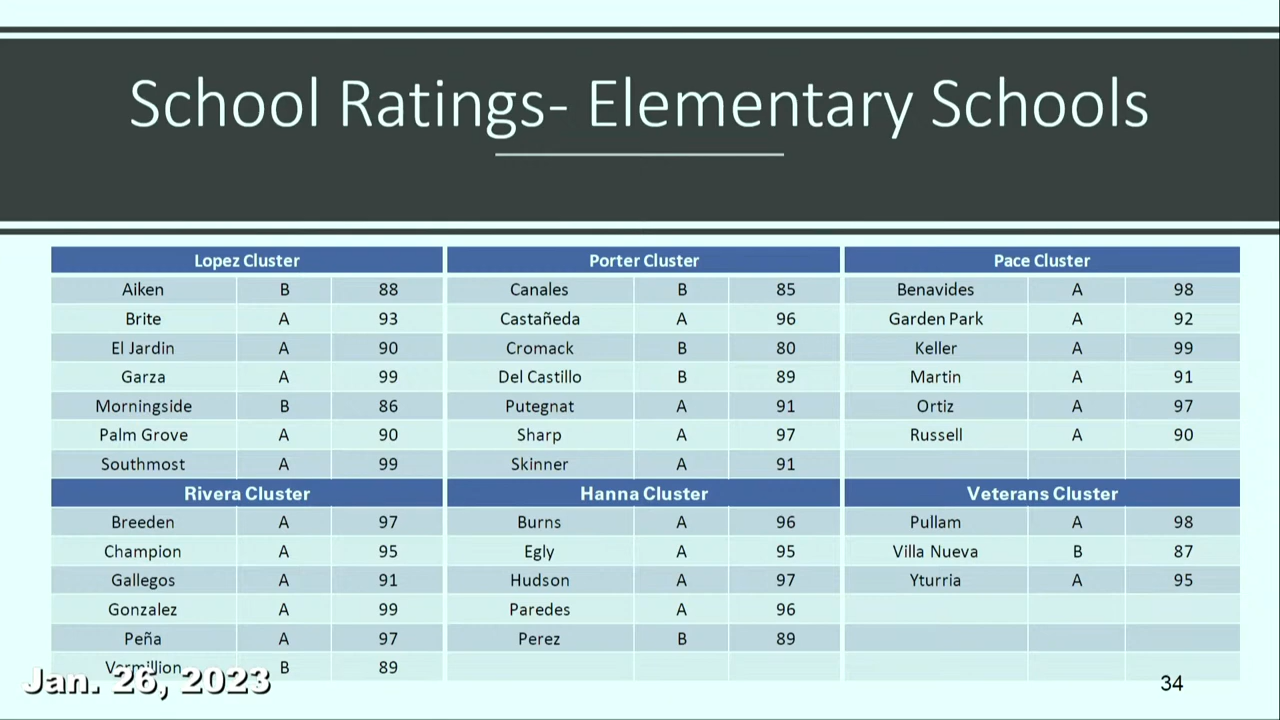 School Ratings- Elementary Schools
Lopez Cluster
Aiken B 88
Brite A 93
El Jardin A 90
Garza A 99
Morningside B 86
Palm Grove A 90
Southmost A 99
Porter Cluster
Canales B 85
Castañeda A 96
Cromack B 80
Del Castillo B 89
Putegnat A 91
Sharp A 97
Skinner A 91
Pace Cluster
Benavides A 98
Garden Park A 92
Keller A 99
Martin A 91
Ortiz A 97
Russell A 90
Rivera Cluster
Breeden A 97
Champion A 95
Gallegos A 91
Gonzalez A 99
Peña A 97
Vermillion B 89
Hanna Cluster
Burns A 96
Egly A 95
Hudson A 97
Paredes A 96
Perez B 89
Veterans Cluster
Pullam A 98
Villa Nueva B 87
Yturria A 95
Jan. 26, 2023
34